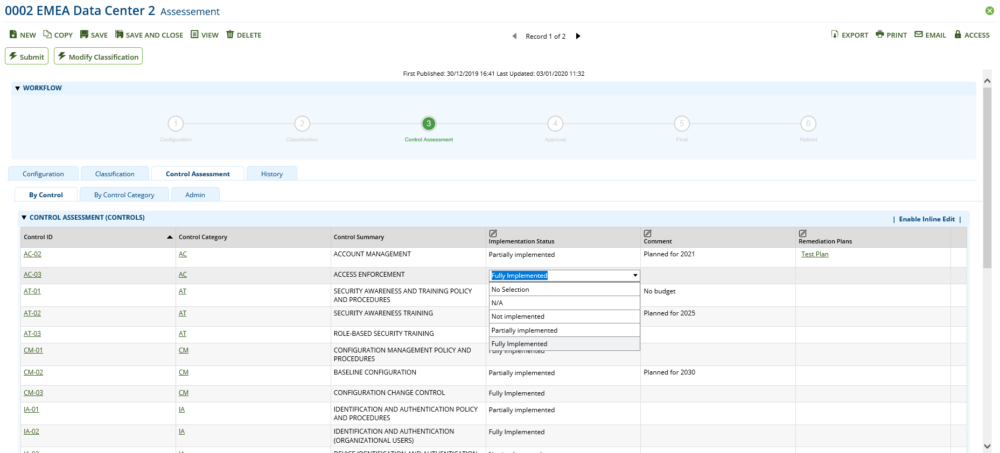 0002 EMEA Data Center 2 Assessement
NEW COPY SAVE SAVE AND CLOSE VIEW DELETE
Record 1 of 2
EXPORT PRINT EMAIL ACCESS
Submit Modify Classification
First Published: 30/12/2019 16:41 Last Updated: 03/01/2020 11:32
WORKFLOW
1 2 3 4 5 6
Configuration Classification Control Assessment Approval Final Retired
Configuration Classification Control Assessment History
By Control By Control Category Admin
CONTROL ASSESSMENT (CONTROLS)
| Enable Inline Edit |
Control ID Control Category Control Summary Implementation Status Comment Remediation Plans
AC-02 AC ACCOUNT MANAGEMENT Partially implemented Planned for 2021 Test Plan
AC-03 AC ACCESS ENFORCEMENT Fully Implemented
No Selection
N/A
Not implemented
Partially implemented
Fully Implemented
AT-01 AT SECURITY AWARENESS AND TRAINING POLICY No budget
AND PROCEDURES
AT-02 AT SECURITY AWARENESS TRAINING Planned for 2025
AT-03 AT ROLE-BASED SECURITY TRAINING
CM-01 CM CONFIGURATION MANAGEMENT POLICY AND Fully Implemented
PROCEDURES
CM-02 CM BASELINE CONFIGURATION Partially implemented Planned for 2030
CM-03 CM CONFIGURATION CHANGE CONTROL Fully Implemented
IA-01 IA IDENTIFICATION AND AUTHENTICATION POLICY Partially implemented
AND PROCEDURES
IA-02 IA IDENTIFICATION AND AUTHENTICATION Fully Implemented
(ORGANIZATIONAL USERS)
IA-03 IA DEVICE IDENTIFICATION AND AUTHENTICATION